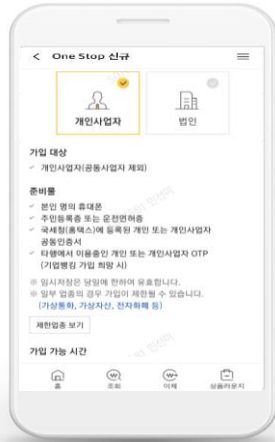 < One Stop 신규
개인사업자
법인
가입 대상
✓ 개인사업자(공동사업자 제외)
준비물
✓ 본인 명의 휴대폰
✓ 주민등록증 또는 운전면허증
✓ 국세청(홈택스)에 등록된 개인 또는 개인사업자
공동인증서
✓ 타행에서 이용중인 개인 또는 개인사업자 OTP
(기업뱅킹 가입 희망 시)
※ 임시저장은 당일에 한하여 유효합니다.
※ 일부 업종의 경우 가입이 제한될 수 있습니다.
(가상통화, 가상자산, 전자화폐 등)
제한업종 보기
가입 가능 시간
홈
조회
이체
상품라운지